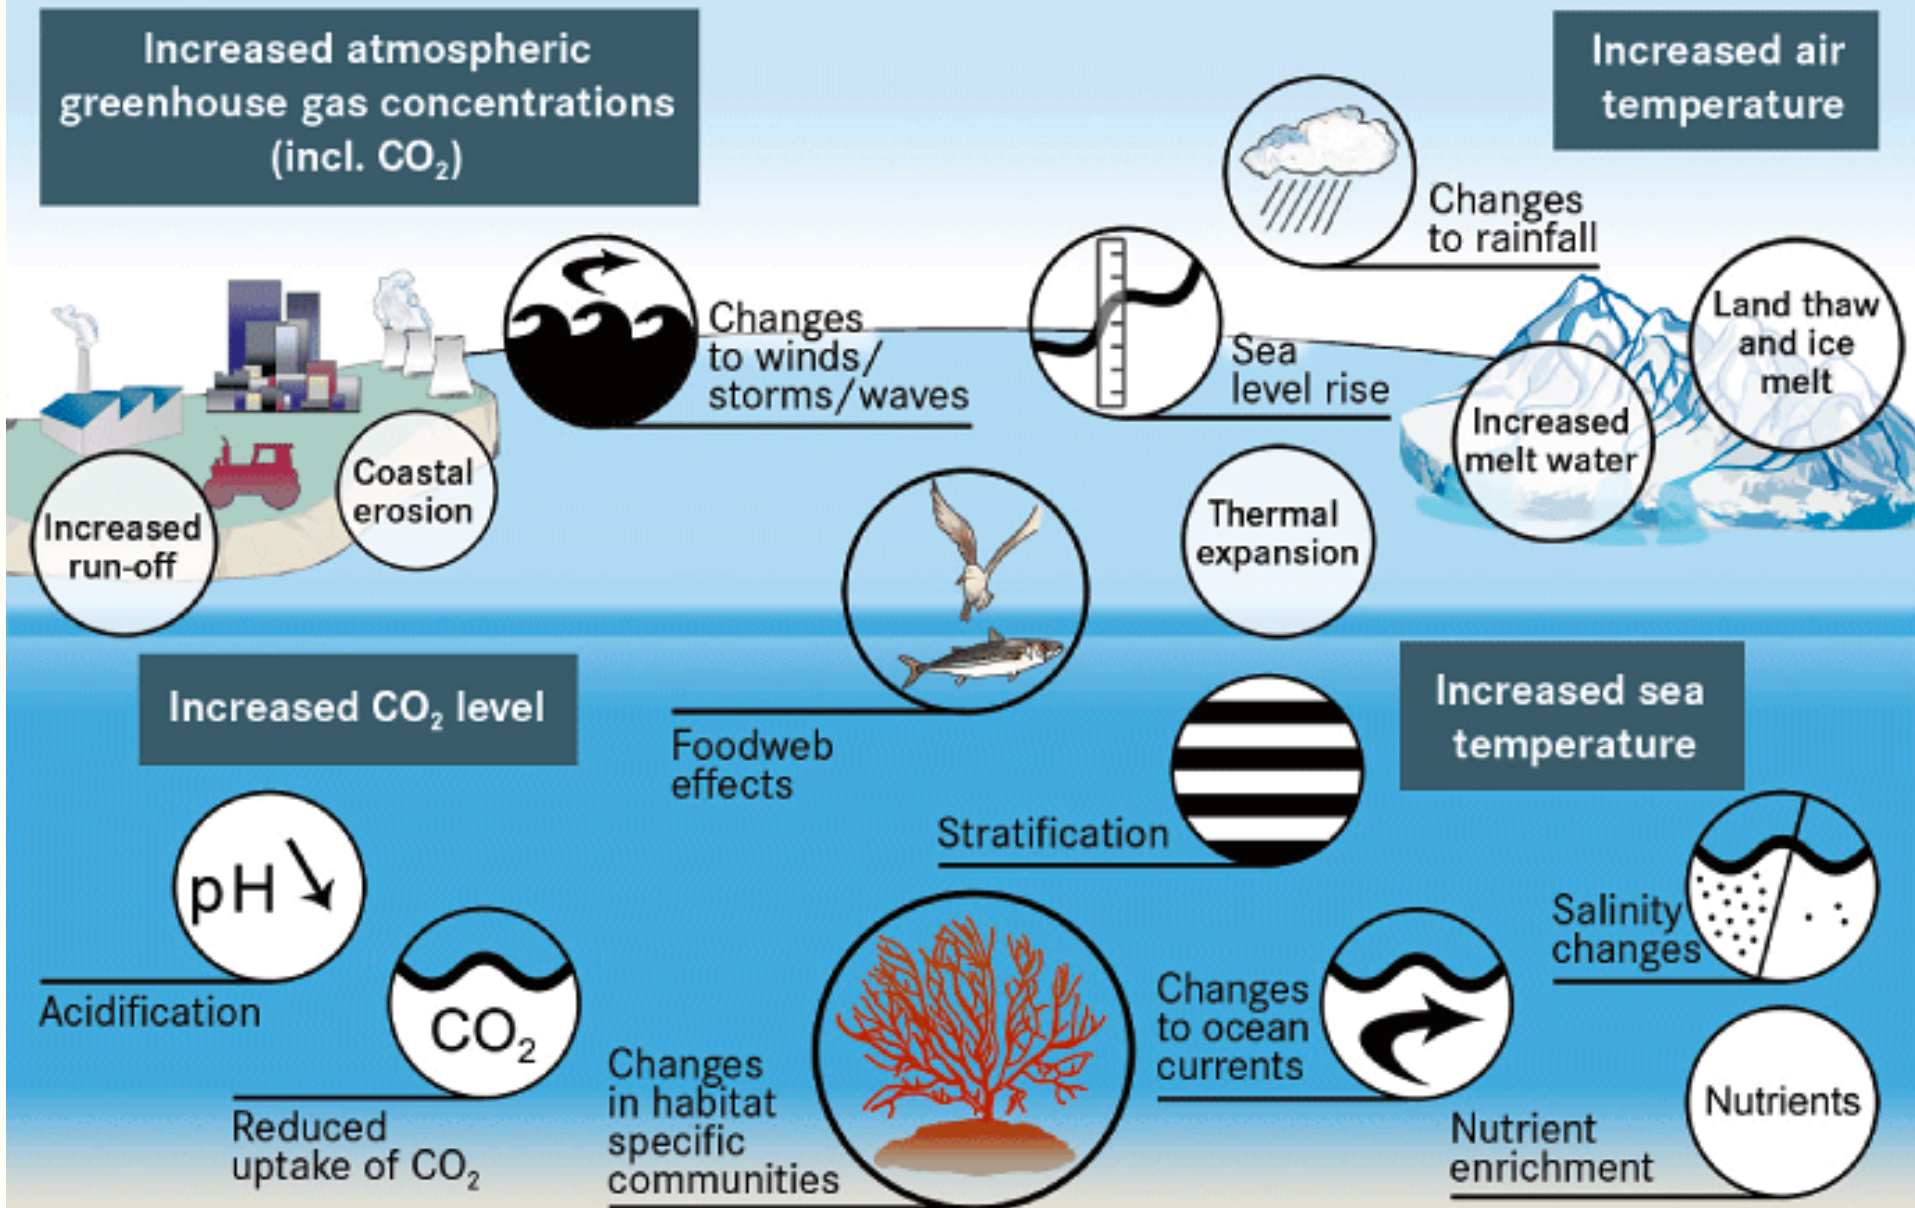 Increased atmospheric
greenhouse gas concentrations
(incl. CO₂)
Increased air
temperature
Changes
to rainfall
Changes
to winds/
storms/waves
Sea
level rise
Land thaw
and ice
melt
Increased
melt water
Coastal
erosion
Increased
run-off
Thermal
expansion
Foodweb
effects
Increased CO₂ level
Increased sea
temperature
Stratification
pH
Acidification
CO₂
Reduced
uptake of CO₂
Changes
in habitat
specific
communities
Changes
to ocean
currents
Salinity
changes
Nutrients
Nutrient
enrichment